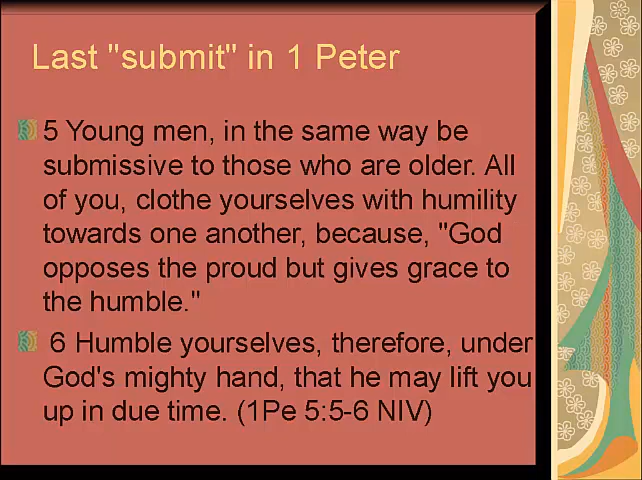 Last "submit" in 1 Peter
5 Young men, in the same way be
submissive to those who are older. All
of you, clothe yourselves with humility
towards one another, because, "God
opposes the proud but gives grace to
the humble."
6 Humble yourselves, therefore, under
God's mighty hand, that he may lift you
up in due time. (1Pe 5:5-6 NIV)